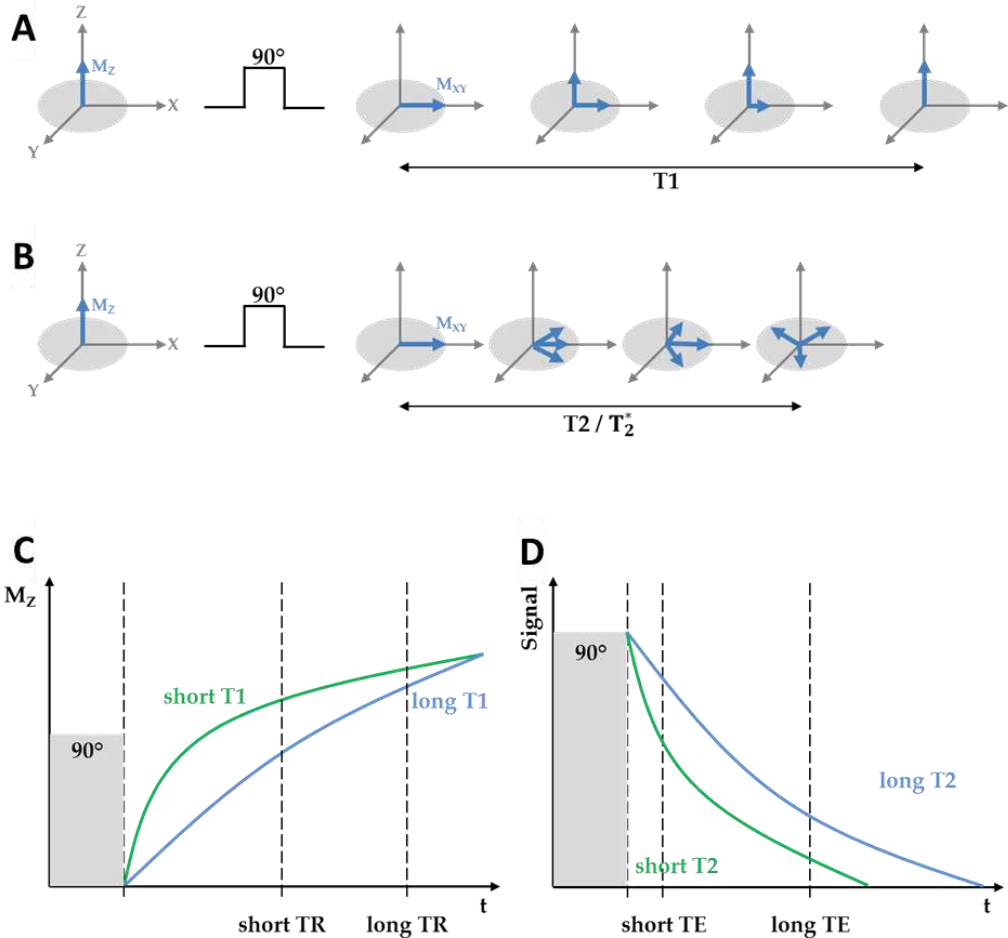 A
Z
M_Z
X
Y
90°
M_XY
T1
B
Z
M_Z
X
Y
90°
M_XY
T2 / T_2^*
C
M_Z
short T1
long T1
90°
short TR
long TR
t
D
Signal
90°
long T2
short T2
short TE
long TE
t